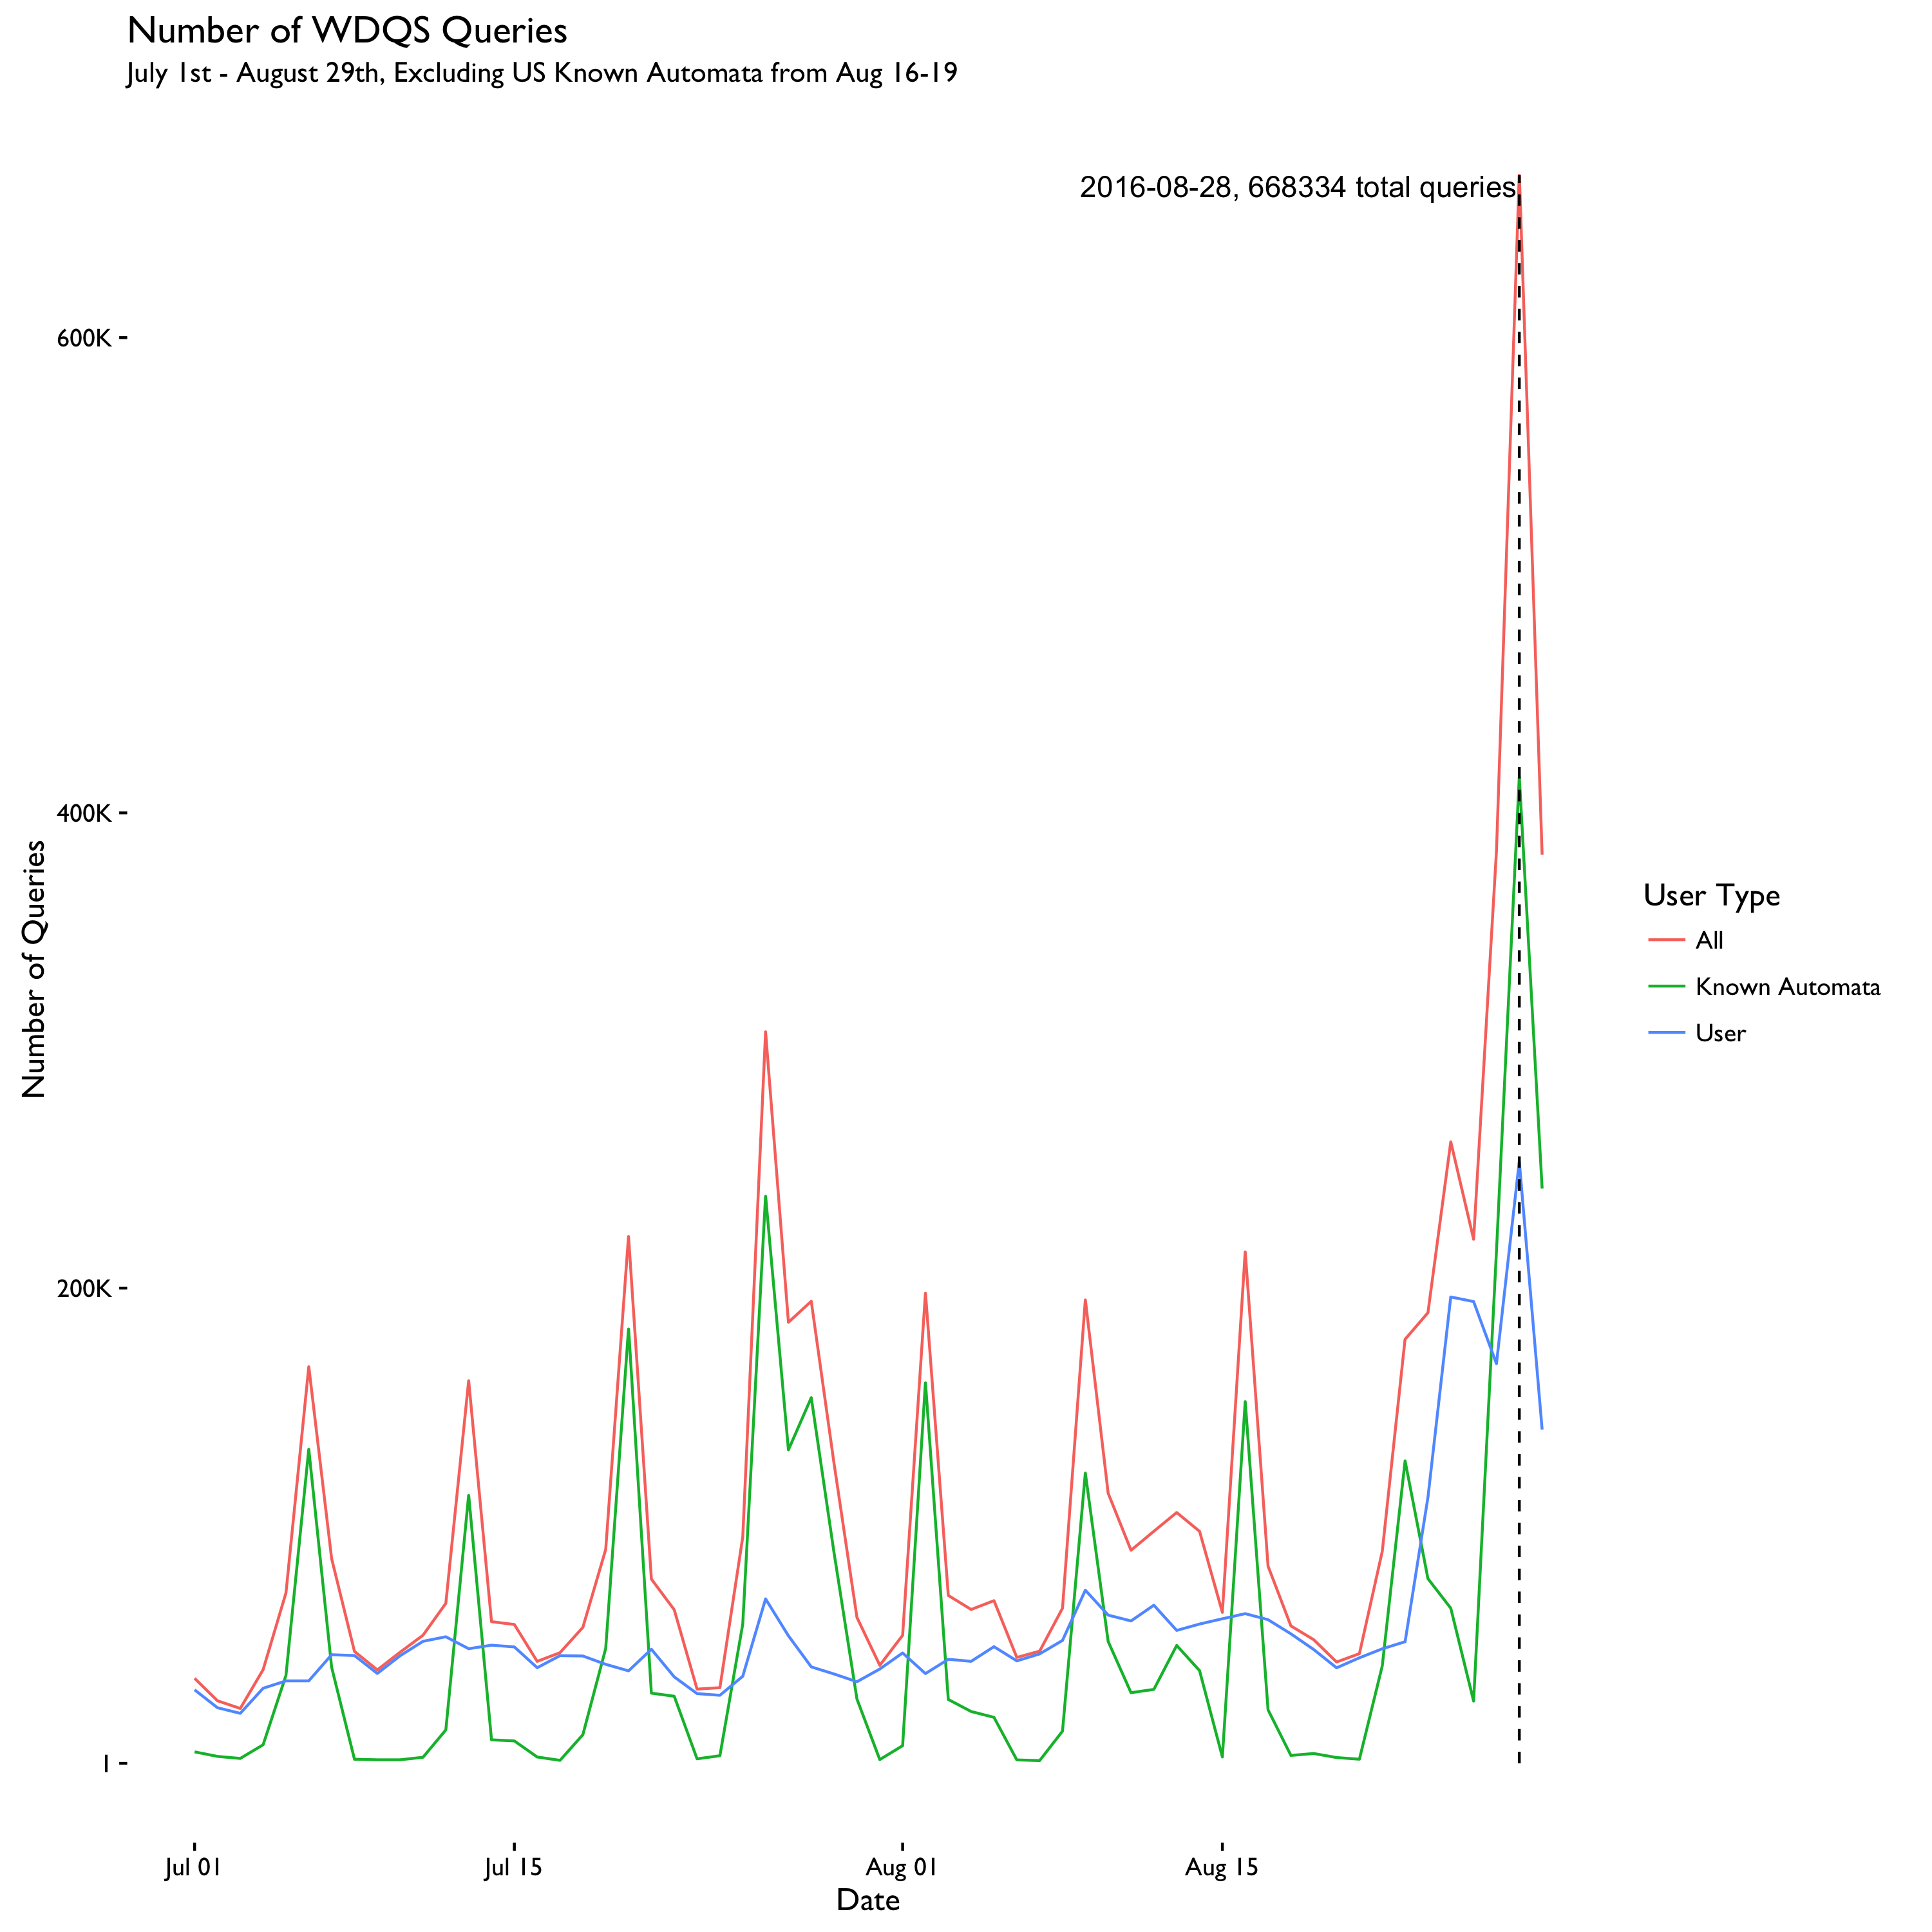 Number of WDQS Queries
July 1st - August 29th, Excluding US Known Automata from Aug 16-19
2016-08-28, 668334 total queries
600K
400K
200K
1
Number of Queries
Jul 01
Jul 15
Aug 01
Aug 15
Date
User Type
All
Known Automata
User